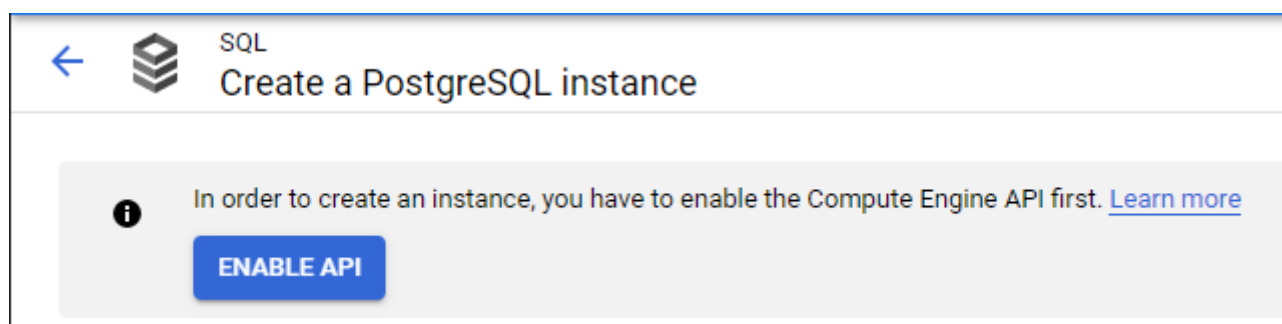 SQL
Create a PostgreSQL instance
In order to create an instance, you have to enable the Compute Engine API first. Learn more
ENABLE API